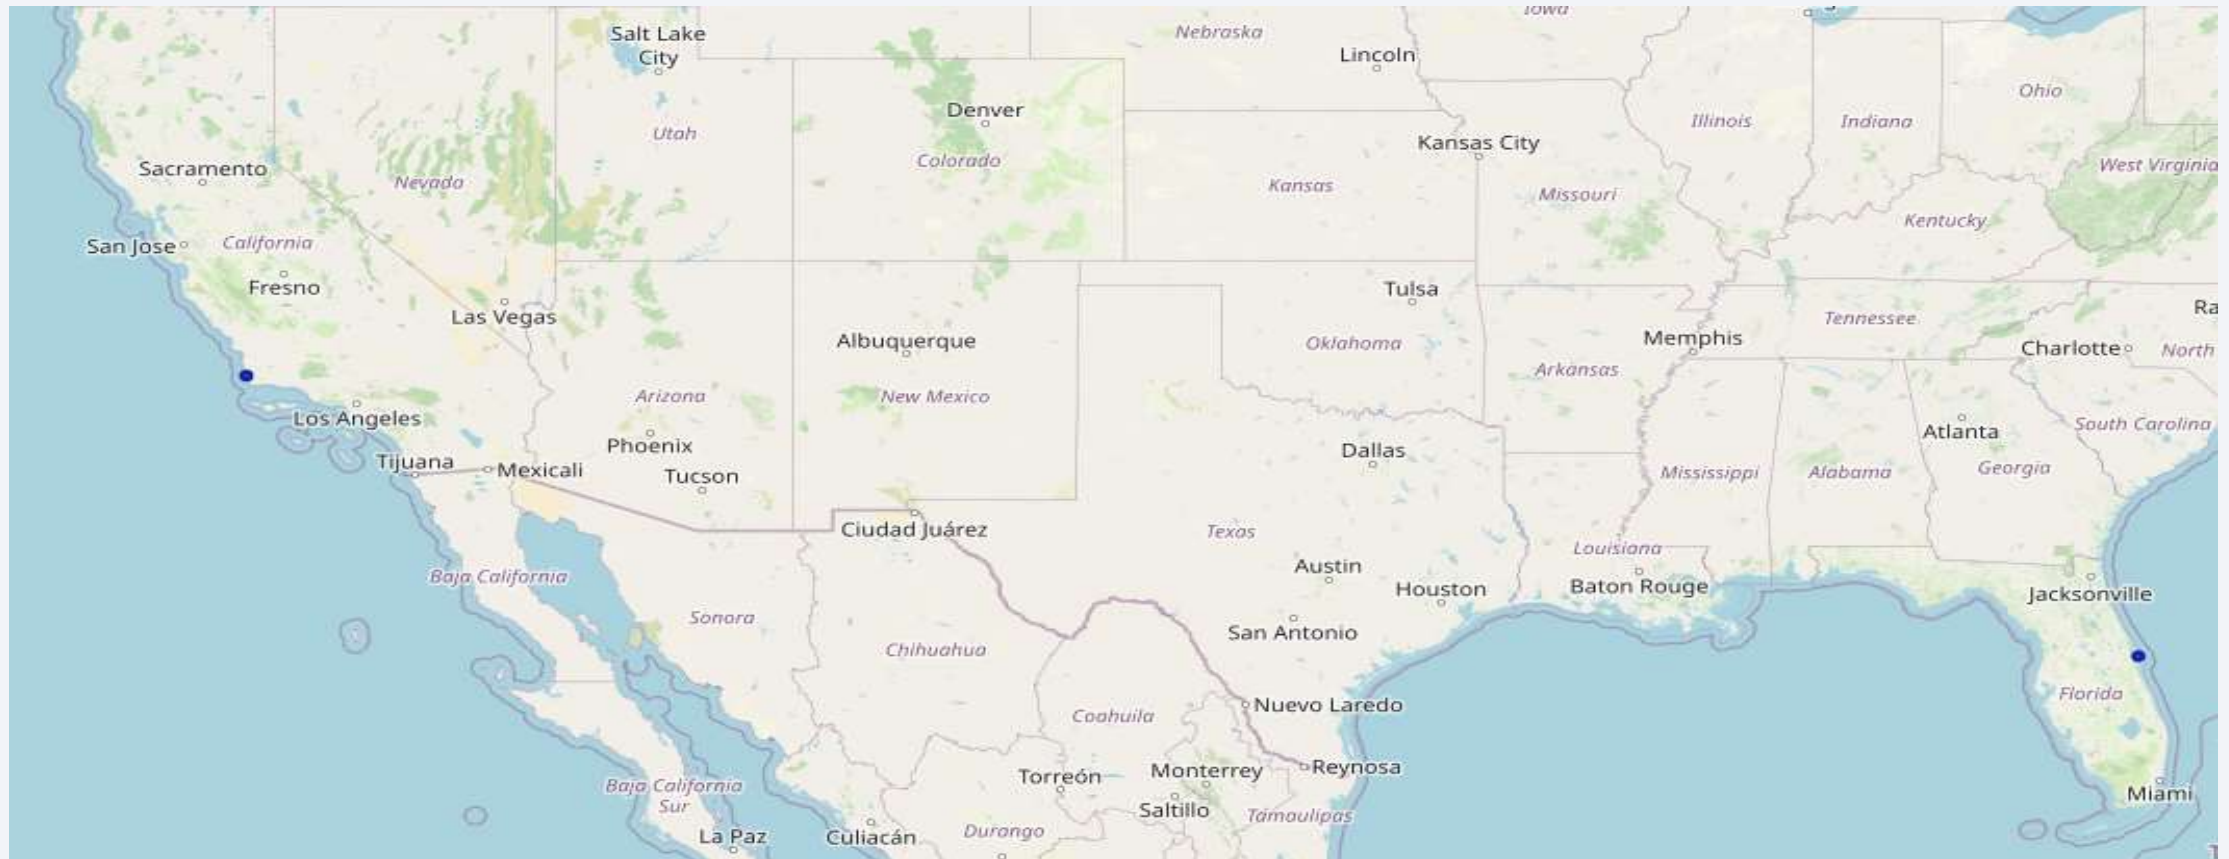 Salt Lake
City
Nebraska
Iowa
Lincoln
Ohio
Denver
Utah
Illinois
Indiana
Kansas City
Colorado
West Virginia
Sacramento
Nevada
Kansas
Missouri
Kentucky
San Jose
California
Fresno
Tulsa
Las Vegas
Ra
Tennessee
Albuquerque
Oklahoma
Memphis
Charlotte
North
Arkansas
Arizona
New Mexico
Los Angeles
South Carolina
Atlanta
Phoenix
Dallas
Tijuana
Mexicali
Tucson
Mississippi
Alabama
Georgia
Ciudad Juárez
Texas
Louisiana
Baja California
Austin
Houston
Baton Rouge
Jacksonville
Sonora
San Antonio
Chihuahua
Florida
Nuevo Laredo
Coahuila
Torreón
Monterrey
Reynosa
Baja California
Sur
Miami
Saltillo
Tamaulipas
La Paz
Culiacán
Durango